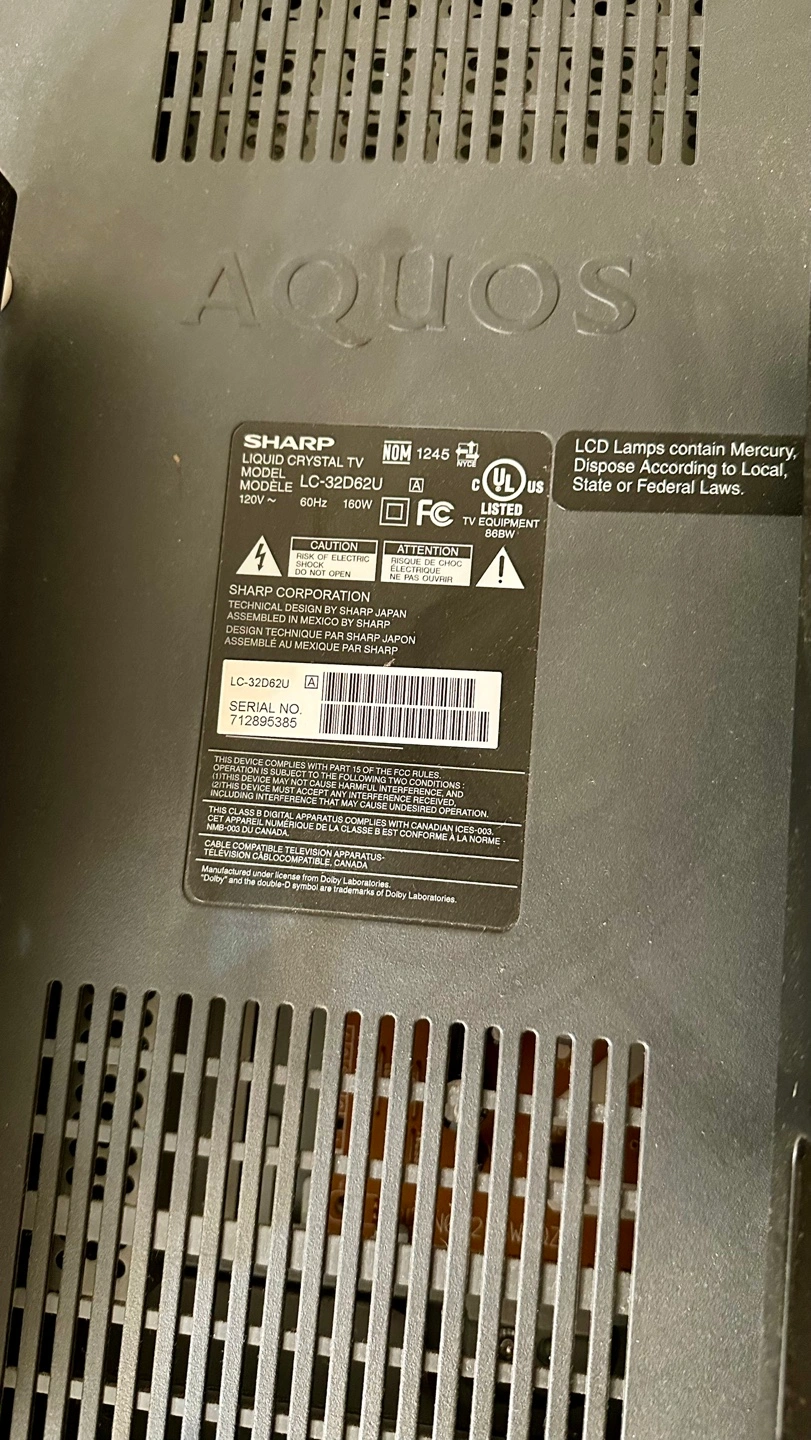 AQUOS
SHARP
LIQUID CRYSTAL TV
MODEL
MODÈLE LC-32D62U A
120V ~ 60Hz 160W
NOM 1245 NYCE
C UL US
LISTED
TV EQUIPMENT
86BW
FC
CAUTION
RISK OF ELECTRIC
SHOCK
DO NOT OPEN
ATTENTION
RISQUE DE CHOC
ÉLECTRIQUE
NE PAS OUVRIR
SHARP CORPORATION
TECHNICAL DESIGN BY SHARP JAPAN
ASSEMBLED IN MEXICO BY SHARP
DESIGN TECHNIQUE PAR SHARP JAPON
ASSEMBLÉ AU MEXIQUE PAR SHARP
LC-32D62U A
SERIAL NO.
712895385
THIS DEVICE COMPLIES WITH PART 15 OF THE FCC RULES.
OPERATION IS SUBJECT TO THE FOLLOWING TWO CONDITIONS :
(1)THIS DEVICE MAY NOT CAUSE HARMFUL INTERFERENCE, AND
(2)THIS DEVICE MUST ACCEPT ANY INTERFERENCE RECEIVED,
INCLUDING INTERFERENCE THAT MAY CAUSE UNDESIRED OPERATION.
THIS CLASS B DIGITAL APPARATUS COMPLIES WITH CANADIAN ICES-003.
CET APPAREIL NUMÉRIQUE DE LA CLASSE B EST CONFORME À LA NORME
NMB-003 DU CANADA.
CABLE COMPATIBLE TELEVISION APPARATUS-
TÉLÉVISION CÂBLOCOMPATIBLE, CANADA
Manufactured under license from Dolby Laboratories.
"Dolby" and the double-D symbol are trademarks of Dolby Laboratories.
LCD Lamps contain Mercury,
Dispose According to Local,
State or Federal Laws.